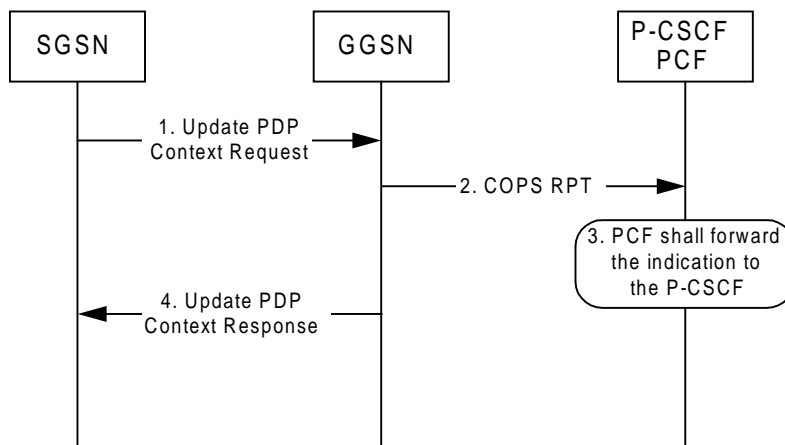 SGSN
GGSN
P-CSCF
PCF
1. Update PDP
Context Request
2. COPS RPT
3. PCF shall forward
the indication to
the P-CSCF
4. Update PDP
Context Response